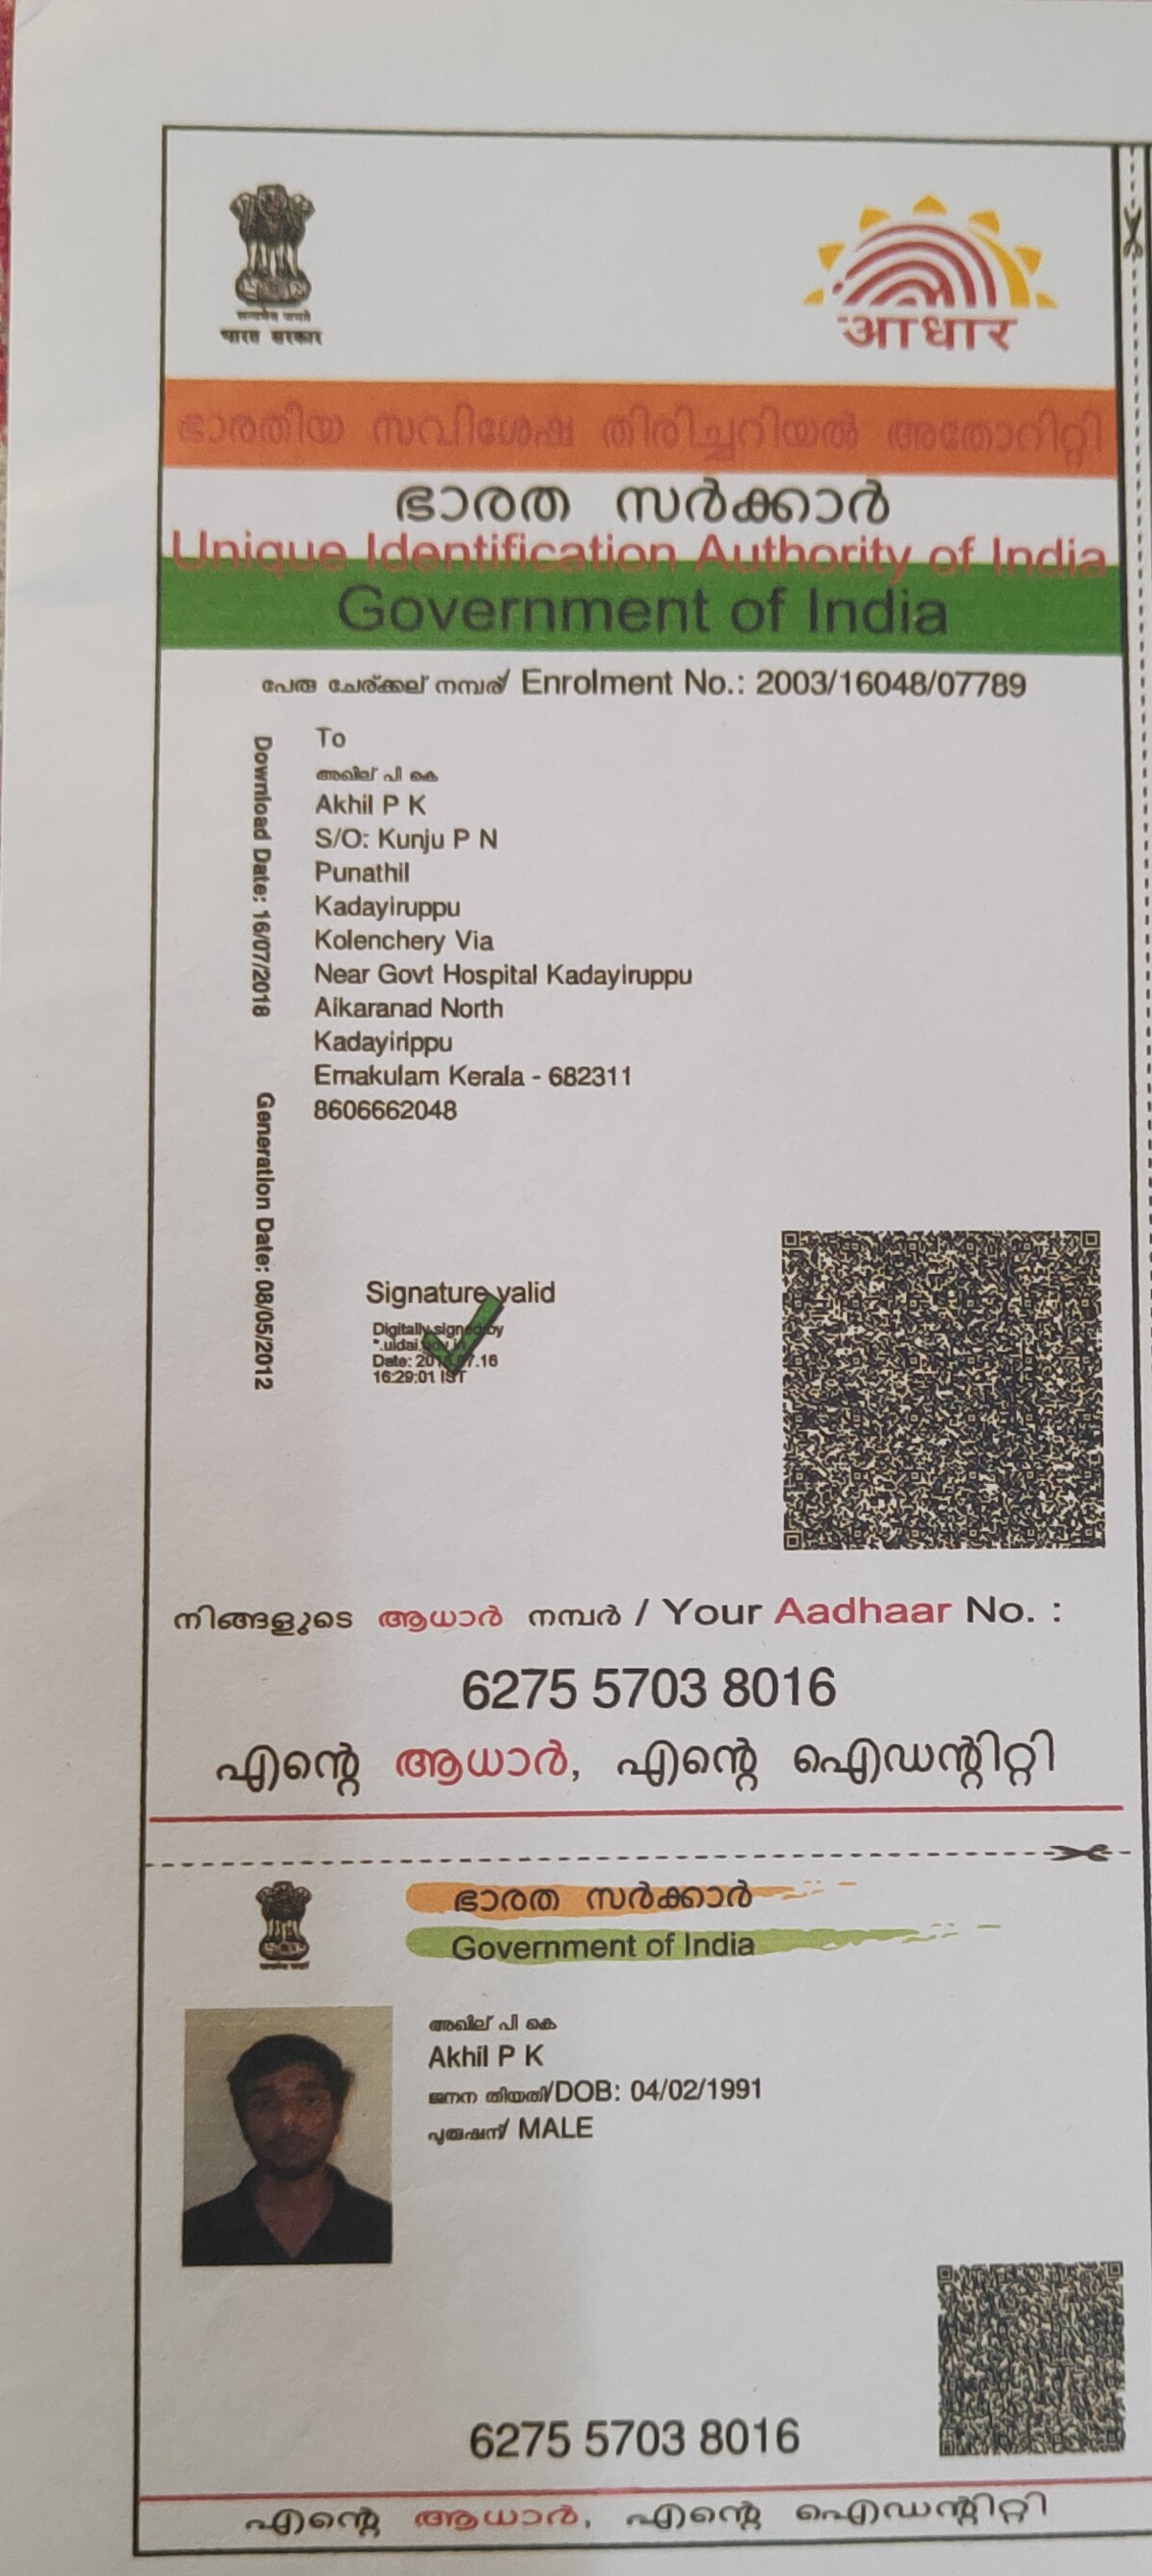 सत्यमेव जयते
भारत सरकार
आधार
ഭാരതീയ സവിശേഷ തിരിച്ചറിയൽ അതോറിറ്റി
ഭാരത സർക്കാർ
Unique Identification Authority of India
Government of India
പേരു ചേര്ക്കല് നമ്പര്/ Enrolment No.: 2003/16048/07789
Download Date: 16/07/2018
Generation Date: 08/05/2012
To
അഖില് പി കെ
Akhil P K
S/O: Kunju P N
Punathil
Kadayiruppu
Kolenchery Via
Near Govt Hospital Kadayiruppu
Aikaranad North
Kadayirippu
Ernakulam Kerala - 682311
8606662048
Signature valid
Digitally signed by
*.uidai.gov.in
Date: 2018.07.16
16:29:01 IST
നിങ്ങളുടെ ആധാർ നമ്പർ / Your Aadhaar No. :
6275 5703 8016
എന്റെ ആധാർ, എന്റെ ഐഡന്റിറ്റി
ഭാരത സർക്കാർ
Government of India
അഖില് പി കെ
Akhil P K
ജനന തിയതി/DOB: 04/02/1991
പുരുഷന്/ MALE
6275 5703 8016
എന്റെ ആധാർ, എന്റെ ഐഡന്റിറ്റി